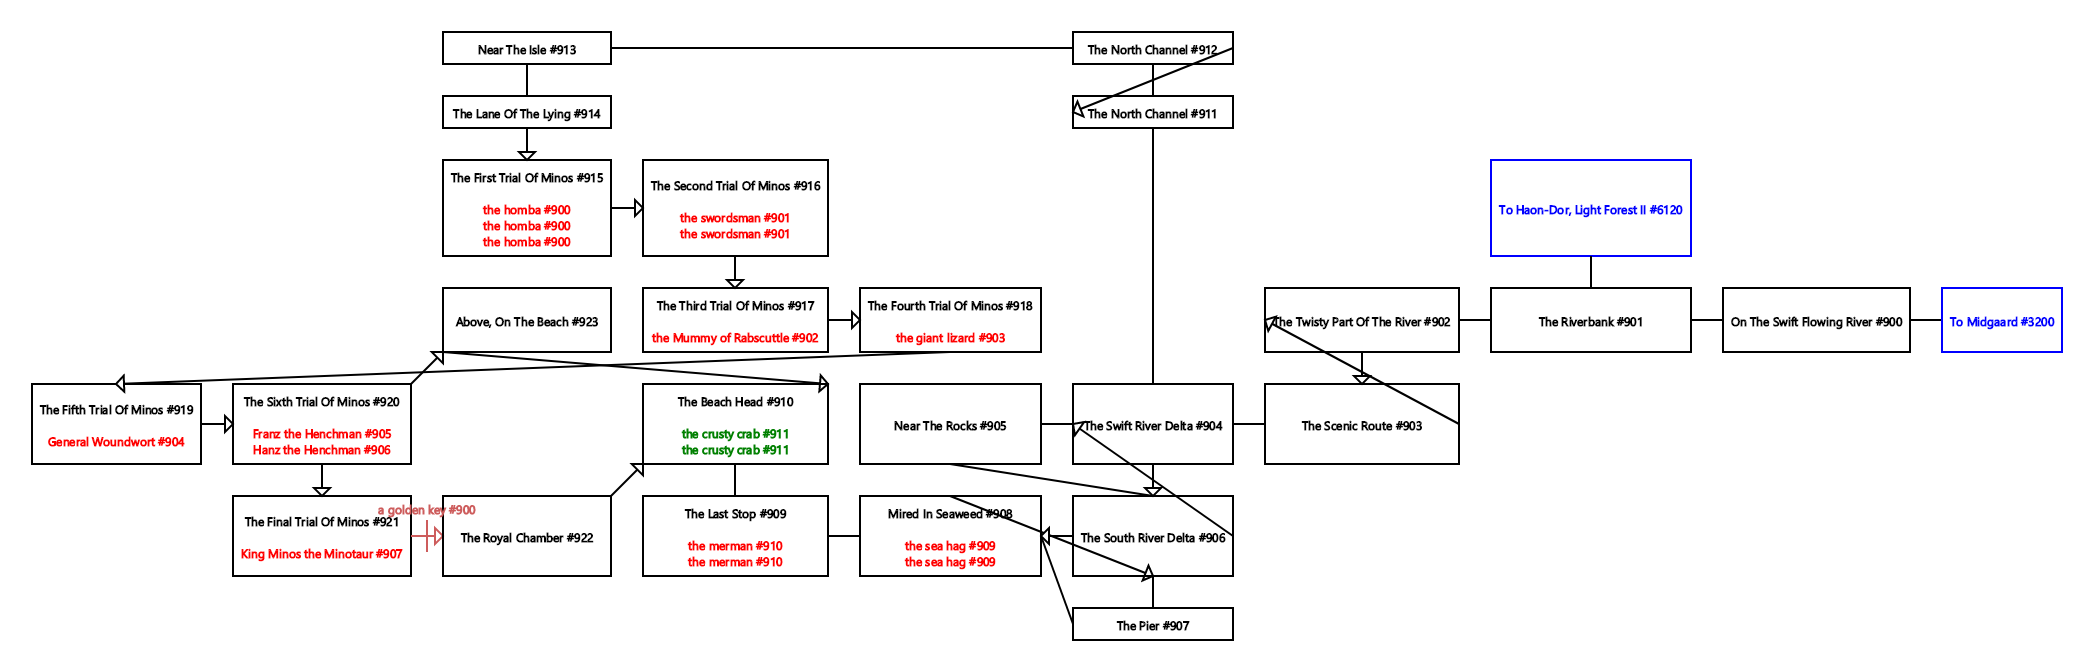 Near The Isle #913
The North Channel #912
The Lane Of The Lying #914
The North Channel #911
The First Trial Of Minos #915
the homba #900
the homba #900
the homba #900
The Second Trial Of Minos #916
the swordsman #901
the swordsman #901
To Haon-Dor, Light Forest II #6120
Above, On The Beach #923
The Third Trial Of Minos #917
the Mummy of Rabscuttle #902
The Fourth Trial Of Minos #918
the giant lizard #903
The Twisty Part Of The River #902
The Riverbank #901
On The Swift Flowing River #900
To Midgaard #3200
The Fifth Trial Of Minos #919
General Woundwort #904
The Sixth Trial Of Minos #920
Franz the Henchman #905
Hanz the Henchman #906
The Beach Head #910
the crusty crab #911
the crusty crab #911
Near The Rocks #905
The Swift River Delta #904
The Scenic Route #903
The Final Trial Of Minos #921
King Minos the Minotaur #907
a golden key #900
The Royal Chamber #922
The Last Stop #909
the merman #910
the merman #910
Mired In Seaweed #908
the sea hag #909
the sea hag #909
The South River Delta #906
The Pier #907